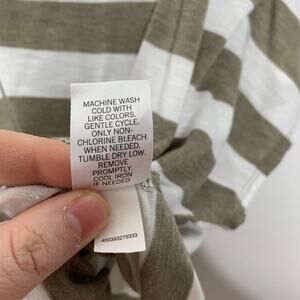 MACHINE WASH
COLD WITH
LIKE COLORS.
GENTLE CYCLE.
ONLY NON-
CHLORINE BLEACH
WHEN NEEDED.
TUMBLE DRY LOW.
REMOVE
PROMPTLY.
COOL IRON
IF NEEDED
400393279333